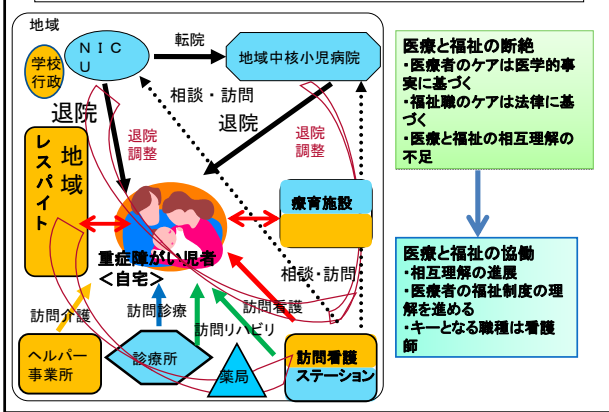 地域
NIC
U
転院
地域中核小児病院
学校
行政
相談・訪問
退院
退院
退院
調整
退院
調整
地域
レスパイト
療育施設
重症障がい児者
<自宅>
相談・訪問
訪問介護
訪問診療
訪問リハビリ
訪問看護
ヘルパー
事業所
診療所
薬局
訪問看護
ステーション
医療と福祉の断絶
・医療者のケアは医学的事
実に基づく
・福祉職のケアは法律に基
づく
・医療と福祉の相互理解の
不足
医療と福祉の協働
・相互理解の進展
・医療者の福祉制度の理
解を進める
・キーとなる職種は看護
師